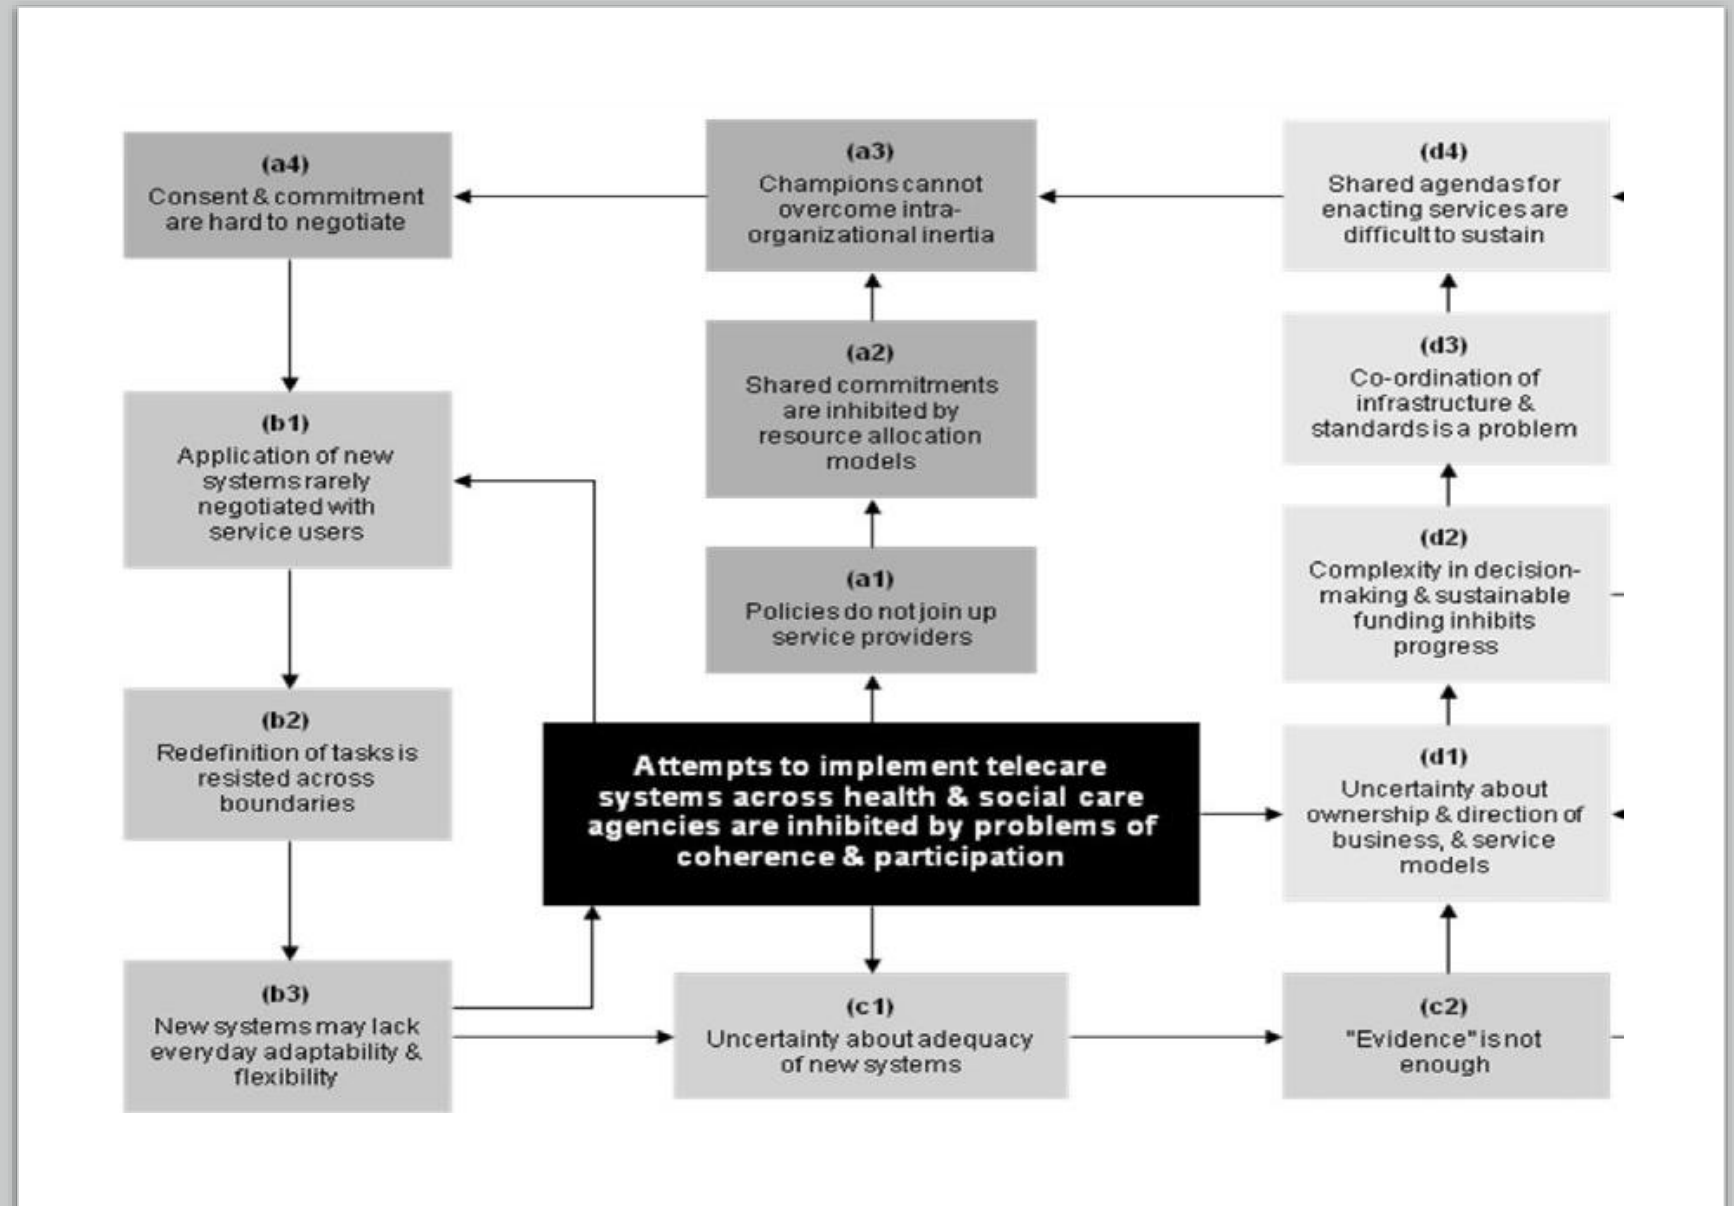 (a4)
Consent & commitment
are hard to negotiate
(a3)
Champions cannot
overcome intra-
organizational inertia
(d4)
Shared agendas for
enacting services are
difficult to sustain
(a2)
Shared commitments
are inhibited by
resource allocation
models
(d3)
Co-ordination of
infrastructure &
standards is a problem
(b1)
Application of new
systems rarely
negotiated with
service users
(a1)
Policies do not join up
service providers
(d2)
Complexity in decision-
making & sustainable
funding inhibits
progress
(b2)
Redefinition of tasks is
resisted across
boundaries
Attempts to implement telecare
systems across health & social care
agencies are inhibited by problems of
coherence & participation
(d1)
Uncertainty about
ownership & direction of
business, & service
models
(b3)
New systems may lack
everyday adaptability &
flexibility
(c1)
Uncertainty about adequacy
of new systems
(c2)
"Evidence" is not
enough